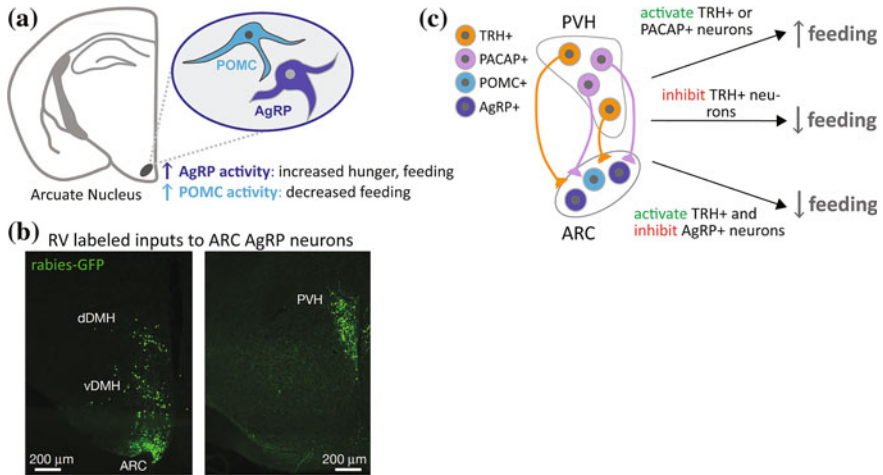 (a)
POMC
AgRP
Arcuate Nucleus
↑ AgRP activity: increased hunger, feeding
↑ POMC activity: decreased feeding
(b)
RV labeled inputs to ARC AgRP neurons
rabies-GFP
dDMH
vDMH
200 µm
ARC
PVH
200 µm
(c)
TRH+
PACAP+
POMC+
AgRP+
PVH
ARC
activate TRH+ or
PACAP+ neurons
↑ feeding
inhibit TRH+ neu-
rons
↓ feeding
activate TRH+ and
inhibit AgRP+ neurons
↓ feeding